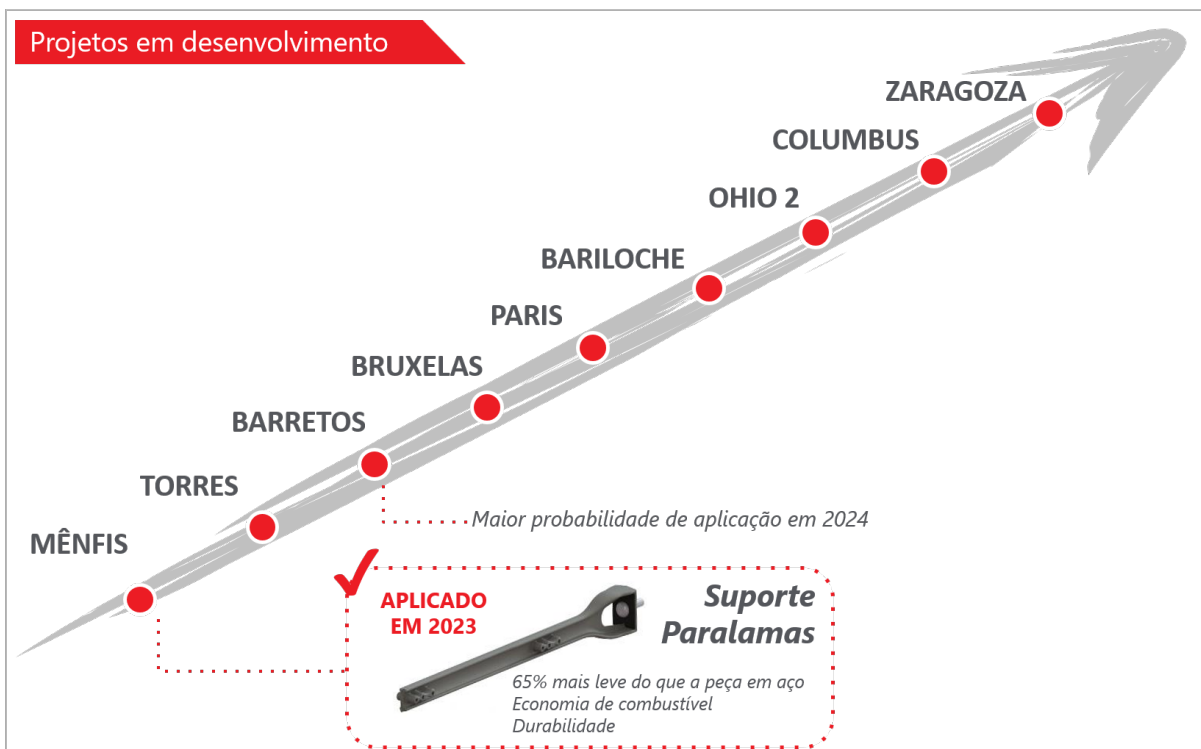 Projetos em desenvolvimento
ZARAGOZA
COLUMBUS
OHIO 2
BARILOCHE
PARIS
BRUXELAS
BARRETOS
TORRES
MÊNFIS
Maior probabilidade de aplicação em 2024
APLICADO
EM 2023
Suporte
Paralamas
65% mais leve do que a peça em aço
Economia de combustível
Durabilidade